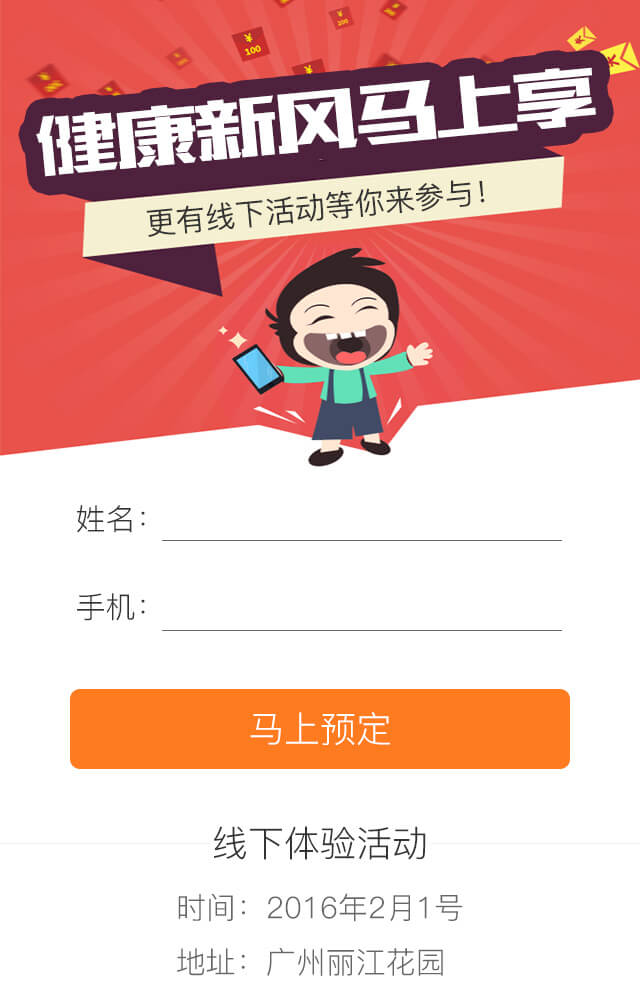 ¥
100
¥
200
¥
¥
¥
健康新风马上享
更有线下活动等你来参与！
姓名：
手机：
马上预定
线下体验活动
时间：2016年2月1号
地址：广州丽江花园